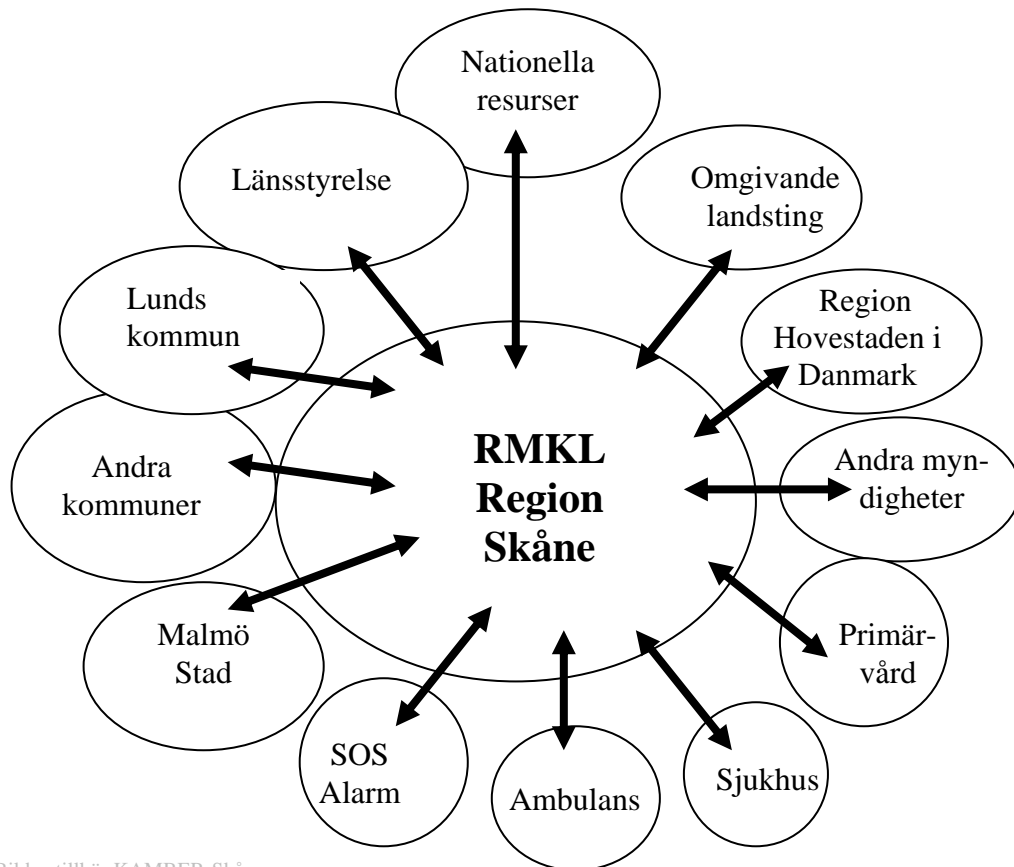 Nationella
resurser
Länsstyrelse
Omgivande
landsting
Lunds
kommun
Region
Hovestaden i
Danmark
RMKL
Region
Skåne
Andra
kommuner
Andra myn-
digheter
Malmö
Stad
Primär-
vård
SOS
Alarm
Ambulans
Sjukhus